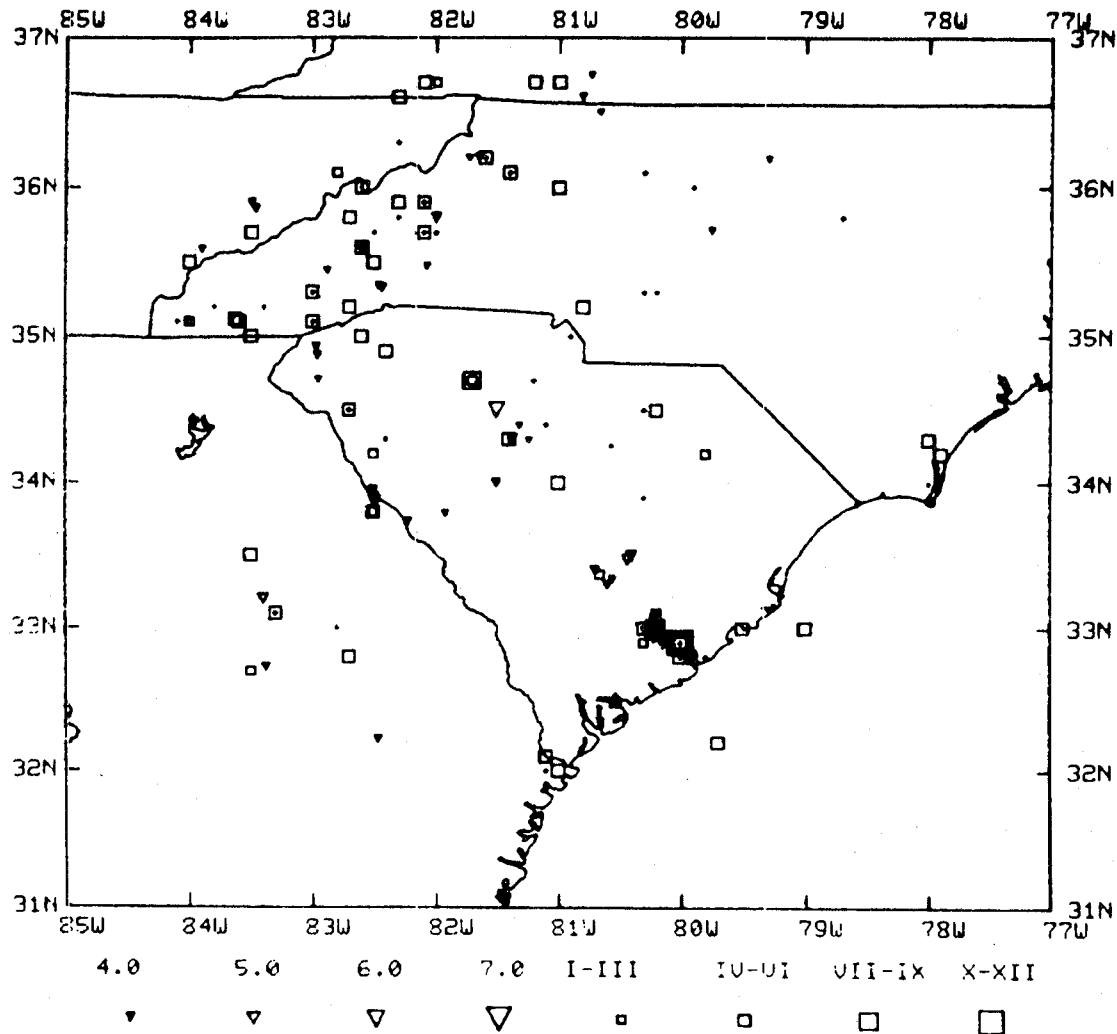 85W 84W 83W 82W 81W 80W 79W 78W 77W
37N 37N
36N 36N
35N 35N
34N 34N
33N 33N
32N 32N
31N 31N
85W 84W 83W 82W 81W 80W 79W 78W 77W
4.0 5.0 6.0 7.0 I-III IV-VI VII-IX X-XII